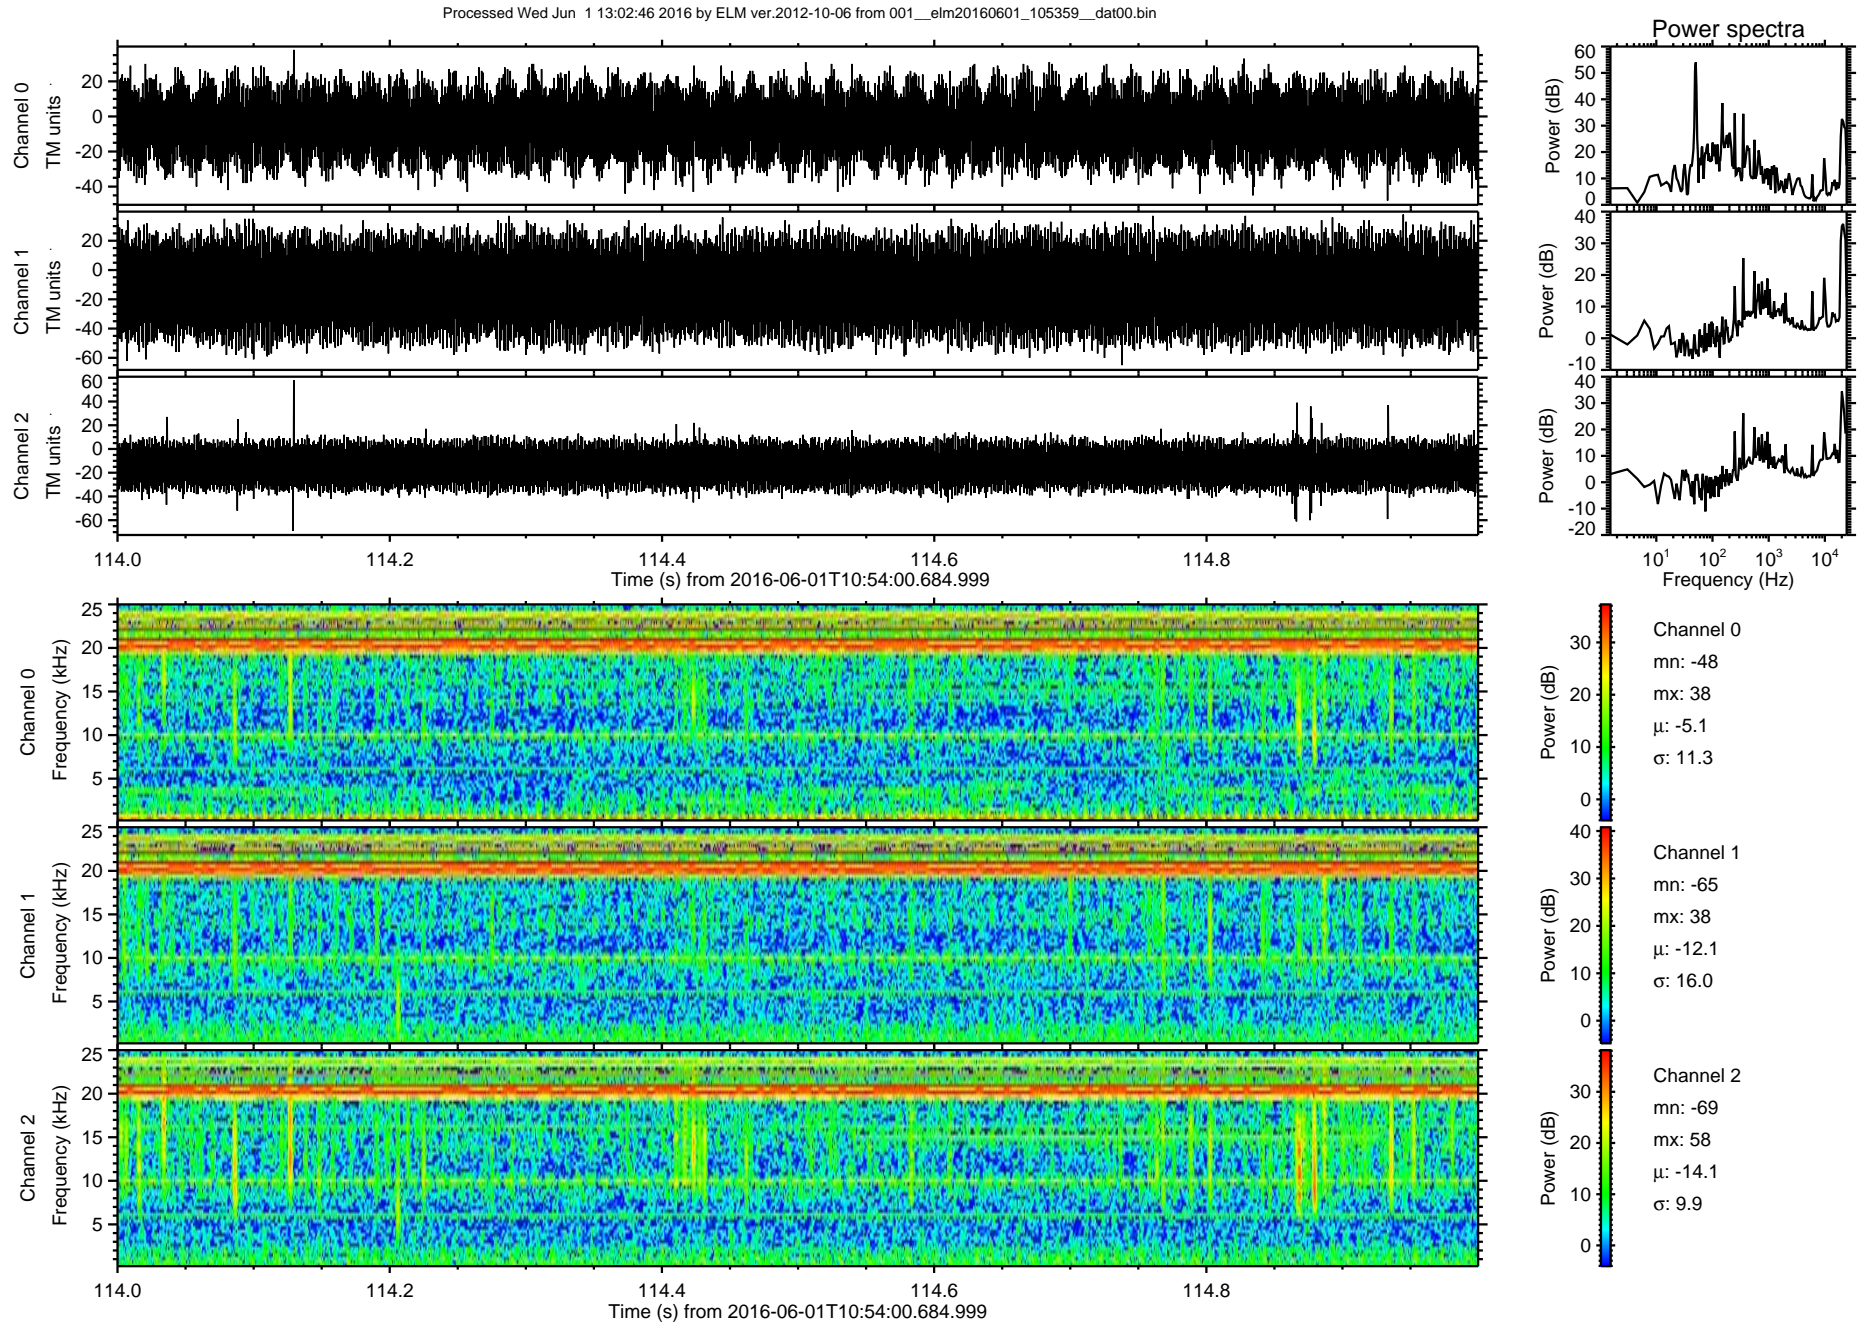 Processed Wed Jun 1 13:02:46 2016 by ELM ver.2012-10-06 from 001__elm20160601_105359__dat00.bin
Power spectra
Channel 0
TM units
20
0
-20
-40
Power (dB)
60
50
40
30
20
10
0
Channel 1
TM units
20
0
-20
-40
-60
Power (dB)
40
30
20
10
0
-10
Channel 2
TM units
60
40
20
0
-20
-40
-60
Power (dB)
40
30
20
10
0
-10
-20
114.0 114.2 114.4 114.6 114.8
Time (s) from 2016-06-01T10:54:00.684.999
10^1 10^2 10^3 10^4
Frequency (Hz)
Channel 0
Frequency (kHz)
25
20
15
10
5
Power (dB)
30
20
10
0
Channel 0
mn: -48
mx: 38
μ: -5.1
σ: 11.3
Channel 1
Frequency (kHz)
25
20
15
10
5
Power (dB)
40
30
20
10
0
Channel 1
mn: -65
mx: 38
μ: -12.1
σ: 16.0
Channel 2
Frequency (kHz)
25
20
15
10
5
Power (dB)
30
20
10
0
Channel 2
mn: -69
mx: 58
μ: -14.1
σ: 9.9
114.0 114.2 114.4 114.6 114.8
Time (s) from 2016-06-01T10:54:00.684.999